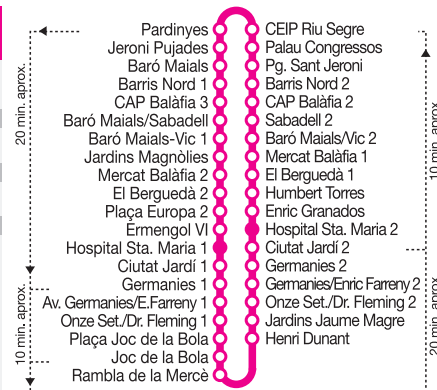 Pardinyes
Jeroni Pujades
Baró Maials
Barris Nord 1
CAP Balàfia 3
Baró Maials/Sabadell
Baró Maials-Vic 1
Jardins Magnòlies
Mercat Balàfia 2
El Berguedà 2
Plaça Europa 2
Ermengol VI
Hospital Sta. Maria 1
Ciutat Jardí 1
Germanies 1
Av. Germanies/E.Farreny 1
Onze Set./Dr. Fleming 1
Plaça Joc de la Bola
Joc de la Bola
Rambla de la Mercè
CEIP Riu Segre
Palau Congressos
Pg. Sant Jeroni
Barris Nord 2
CAP Balàfia 2
Sabadell 2
Baró Maials/Vic 2
Mercat Balàfia 1
El Berguedà 1
Humbert Torres
Enric Granados
Hospital Sta. Maria 2
Ciutat Jardí 2
Germanies 2
Germanies/Enric Farreny 2
Onze Set./Dr. Fleming 2
Jardins Jaume Magre
Henri Dunant
20 min. aprox.
10 min. aprox.
10 min. aprox.
20 min. aprox.